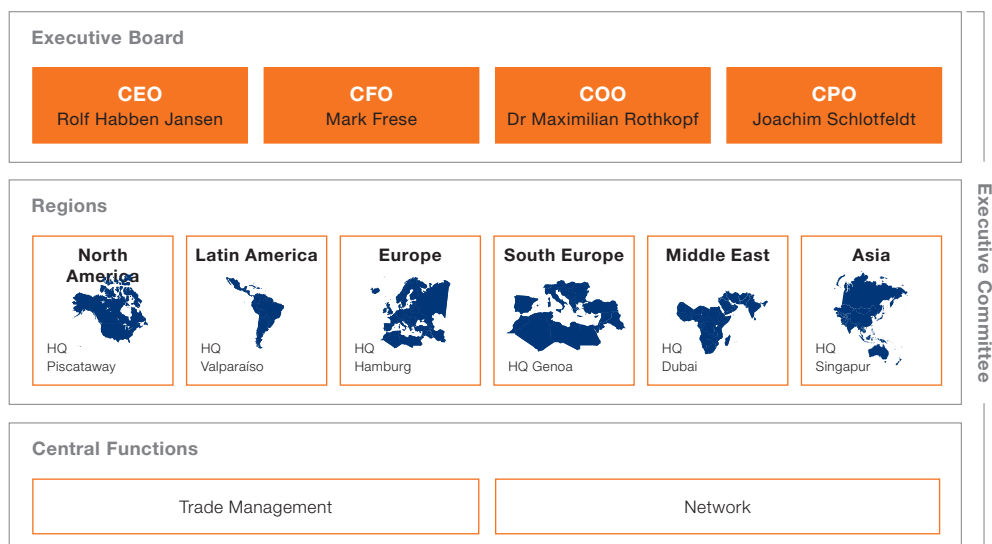 Executive Board
CEO
Rolf Habben Jansen
CFO
Mark Frese
COO
Dr Maximilian Rothkopf
CPO
Joachim Schlotfeldt
Executive Committee
Regions
North
America
HQ
Piscataway
Latin America
HQ
Valparaíso
Europe
HQ
Hamburg
South Europe
HQ Genoa
Middle East
HQ
Dubai
Asia
HQ
Singapur
Central Functions
Trade Management
Network